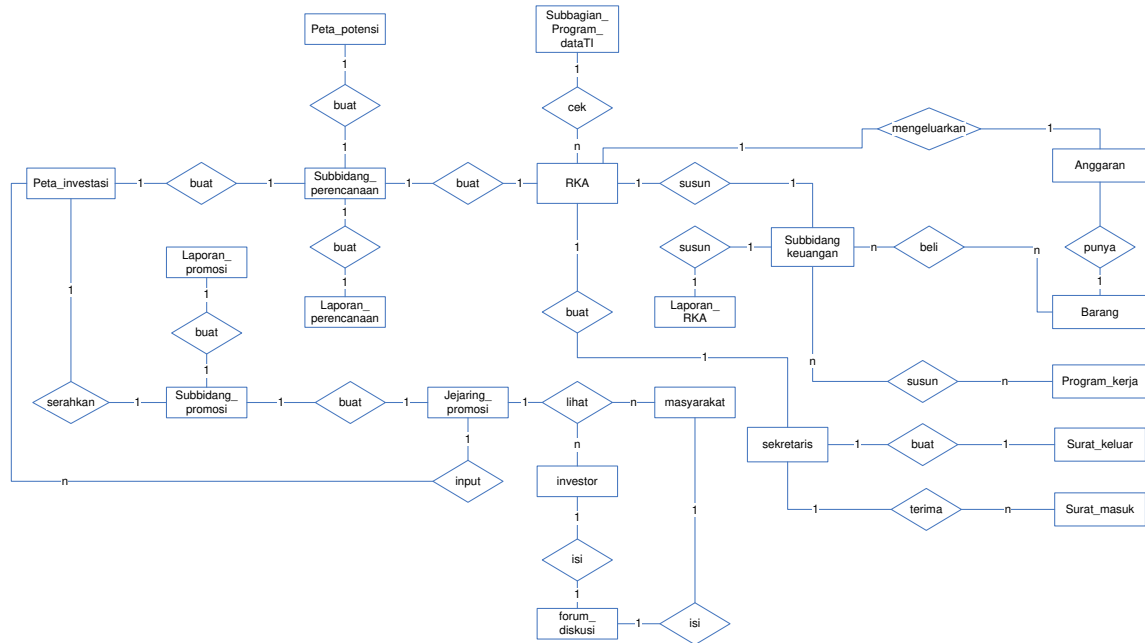 Peta_potensi
Subbagian_
Program_
dataTI
1
1
buat
cek
mengeluarkan
1
1
1
n
Peta_investasi
1
buat
1
Subbidang_
perencanaan
1
buat
1
RKA
1
susun
1
Anggaran
1
Laporan_
promosi
buat
susun
1
Subbidang
keuangan
n
beli
n
punya
1
1
1
1
1
1
Laporan_
perencanaan
buat
Laporan_
RKA
Barang
buat
1
1
n
serahkan
1
Subbidang_
promosi
1
buat
1
Jejaring_
promosi
1
lihat
n
masyarakat
susun
n
Program_kerja
1
n
sekretaris
1
buat
1
Surat_keluar
n
input
investor
1
1
terima
n
Surat_masuk
1
isi
1
forum_
diskusi
1
isi